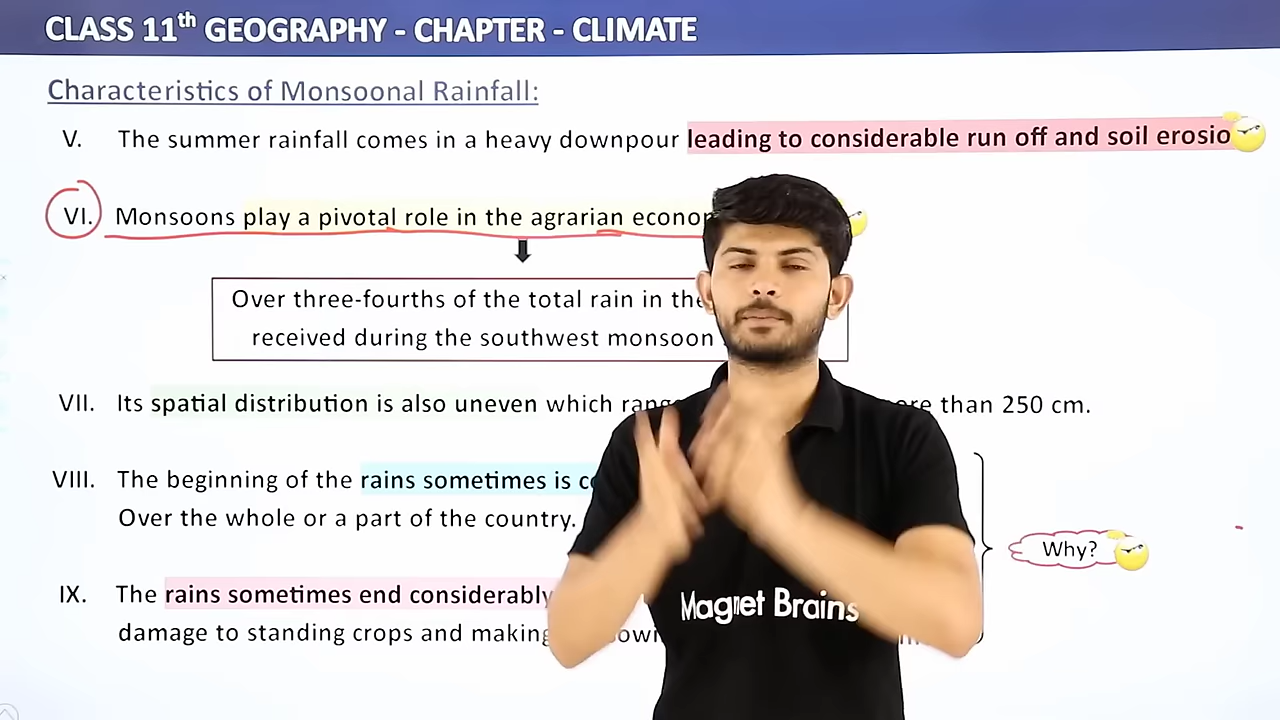 CLASS 11th GEOGRAPHY - CHAPTER - CLIMATE
Characteristics of Monsoonal Rainfall:
V. The summer rainfall comes in a heavy downpour leading to considerable run off and soil erosio
VI. Monsoons play a pivotal role in the agrarian
Over three-fourths of the total rain in the
received during the southwest monsoon
VII. Its spatial distribution is also uneven which than 250 cm.
VIII. The beginning of the rains sometimes is
Over the whole or a part of the country.
Why?
IX. The rains sometimes end considerably
damage to standing crops and making
Magnet Brains